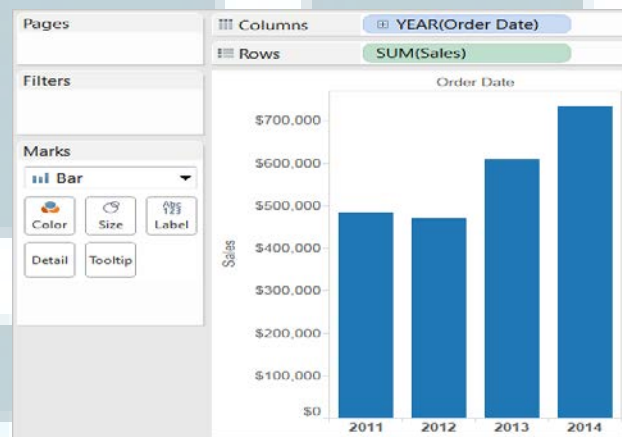 Pages
Columns
YEAR(Order Date)
Rows
SUM(Sales)
Filters
Marks
Bar
Color
Size
Abc
123
Label
Detail
Tooltip
Order Date
Sales
$700,000
$600,000
$500,000
$400,000
$300,000
$200,000
$100,000
$0
2011 2012 2013 2014